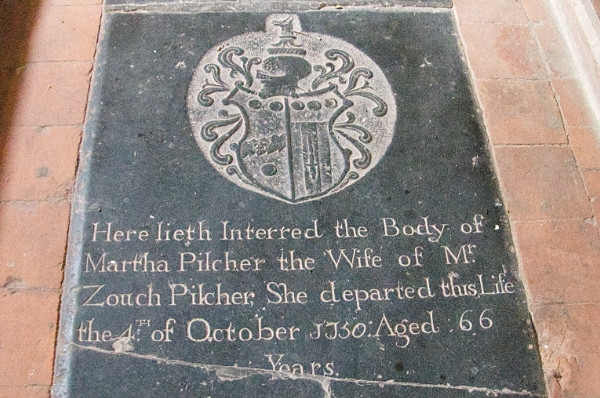 Here lieth Interred the Body of
Martha Pilcher the Wife of Mr.
Zouch Pilcher, She departed this Life
the 4TH of October 1730: Aged 66
Years.